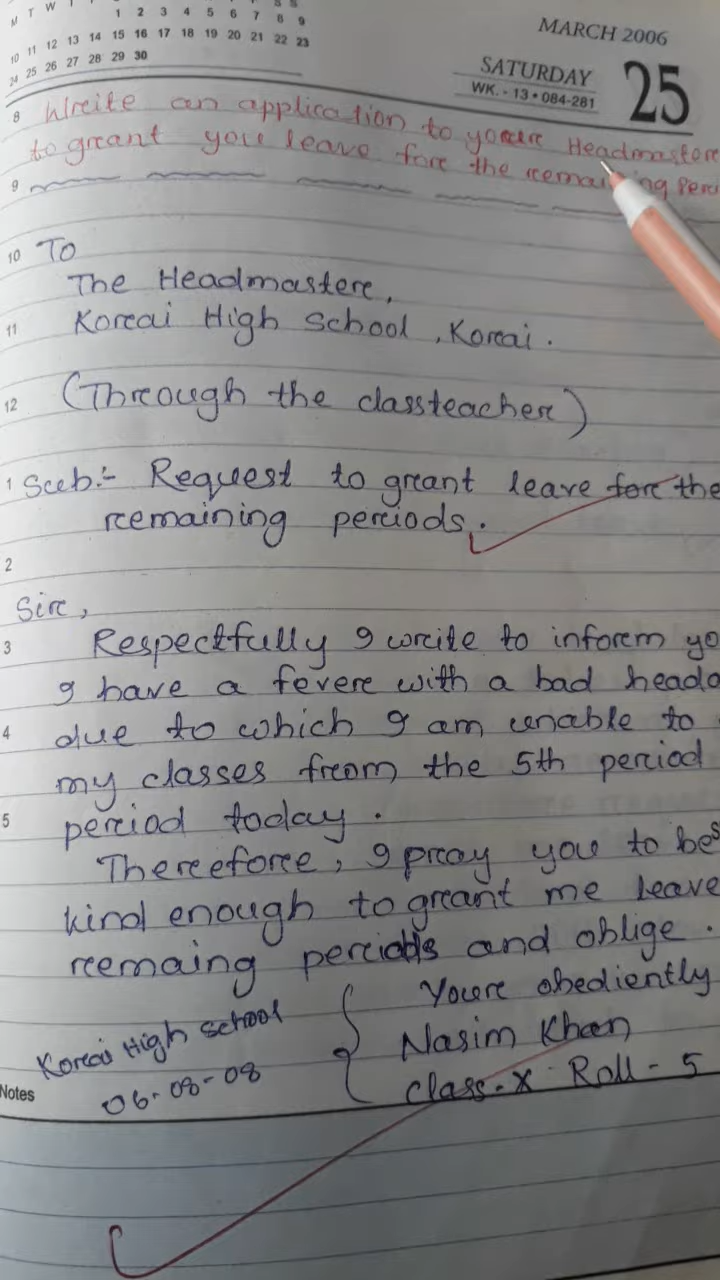 M T W T F S S
1 2 3 4 5 6 7 8 9
10 11 12 13 14 15 16 17 18 19 20 21 22 23
24 25 26 27 28 29 30
MARCH 2006
SATURDAY 25
WK. - 13 • 084-281
8 Write an application to your Headmaster
to grant you leave for the remaining Peri
9
10 To
The Headmaster,
11 Korai High School, Korai.
12 (Through the classteacher)
1 Sub:- Request to grant leave for the
remaining periods.
2
Sir,
3 Respectfully I write to inform yo
I have a fever with a bad heada
4 due to which I am unable to
my classes from the 5th period
5 period today.
Therefore, I pray you to be
kind enough to grant me leave
remaing periods and oblige.
Your obediently
Korai High School
Nasim Khan
06-08-08
Class-X Roll - 5
Notes